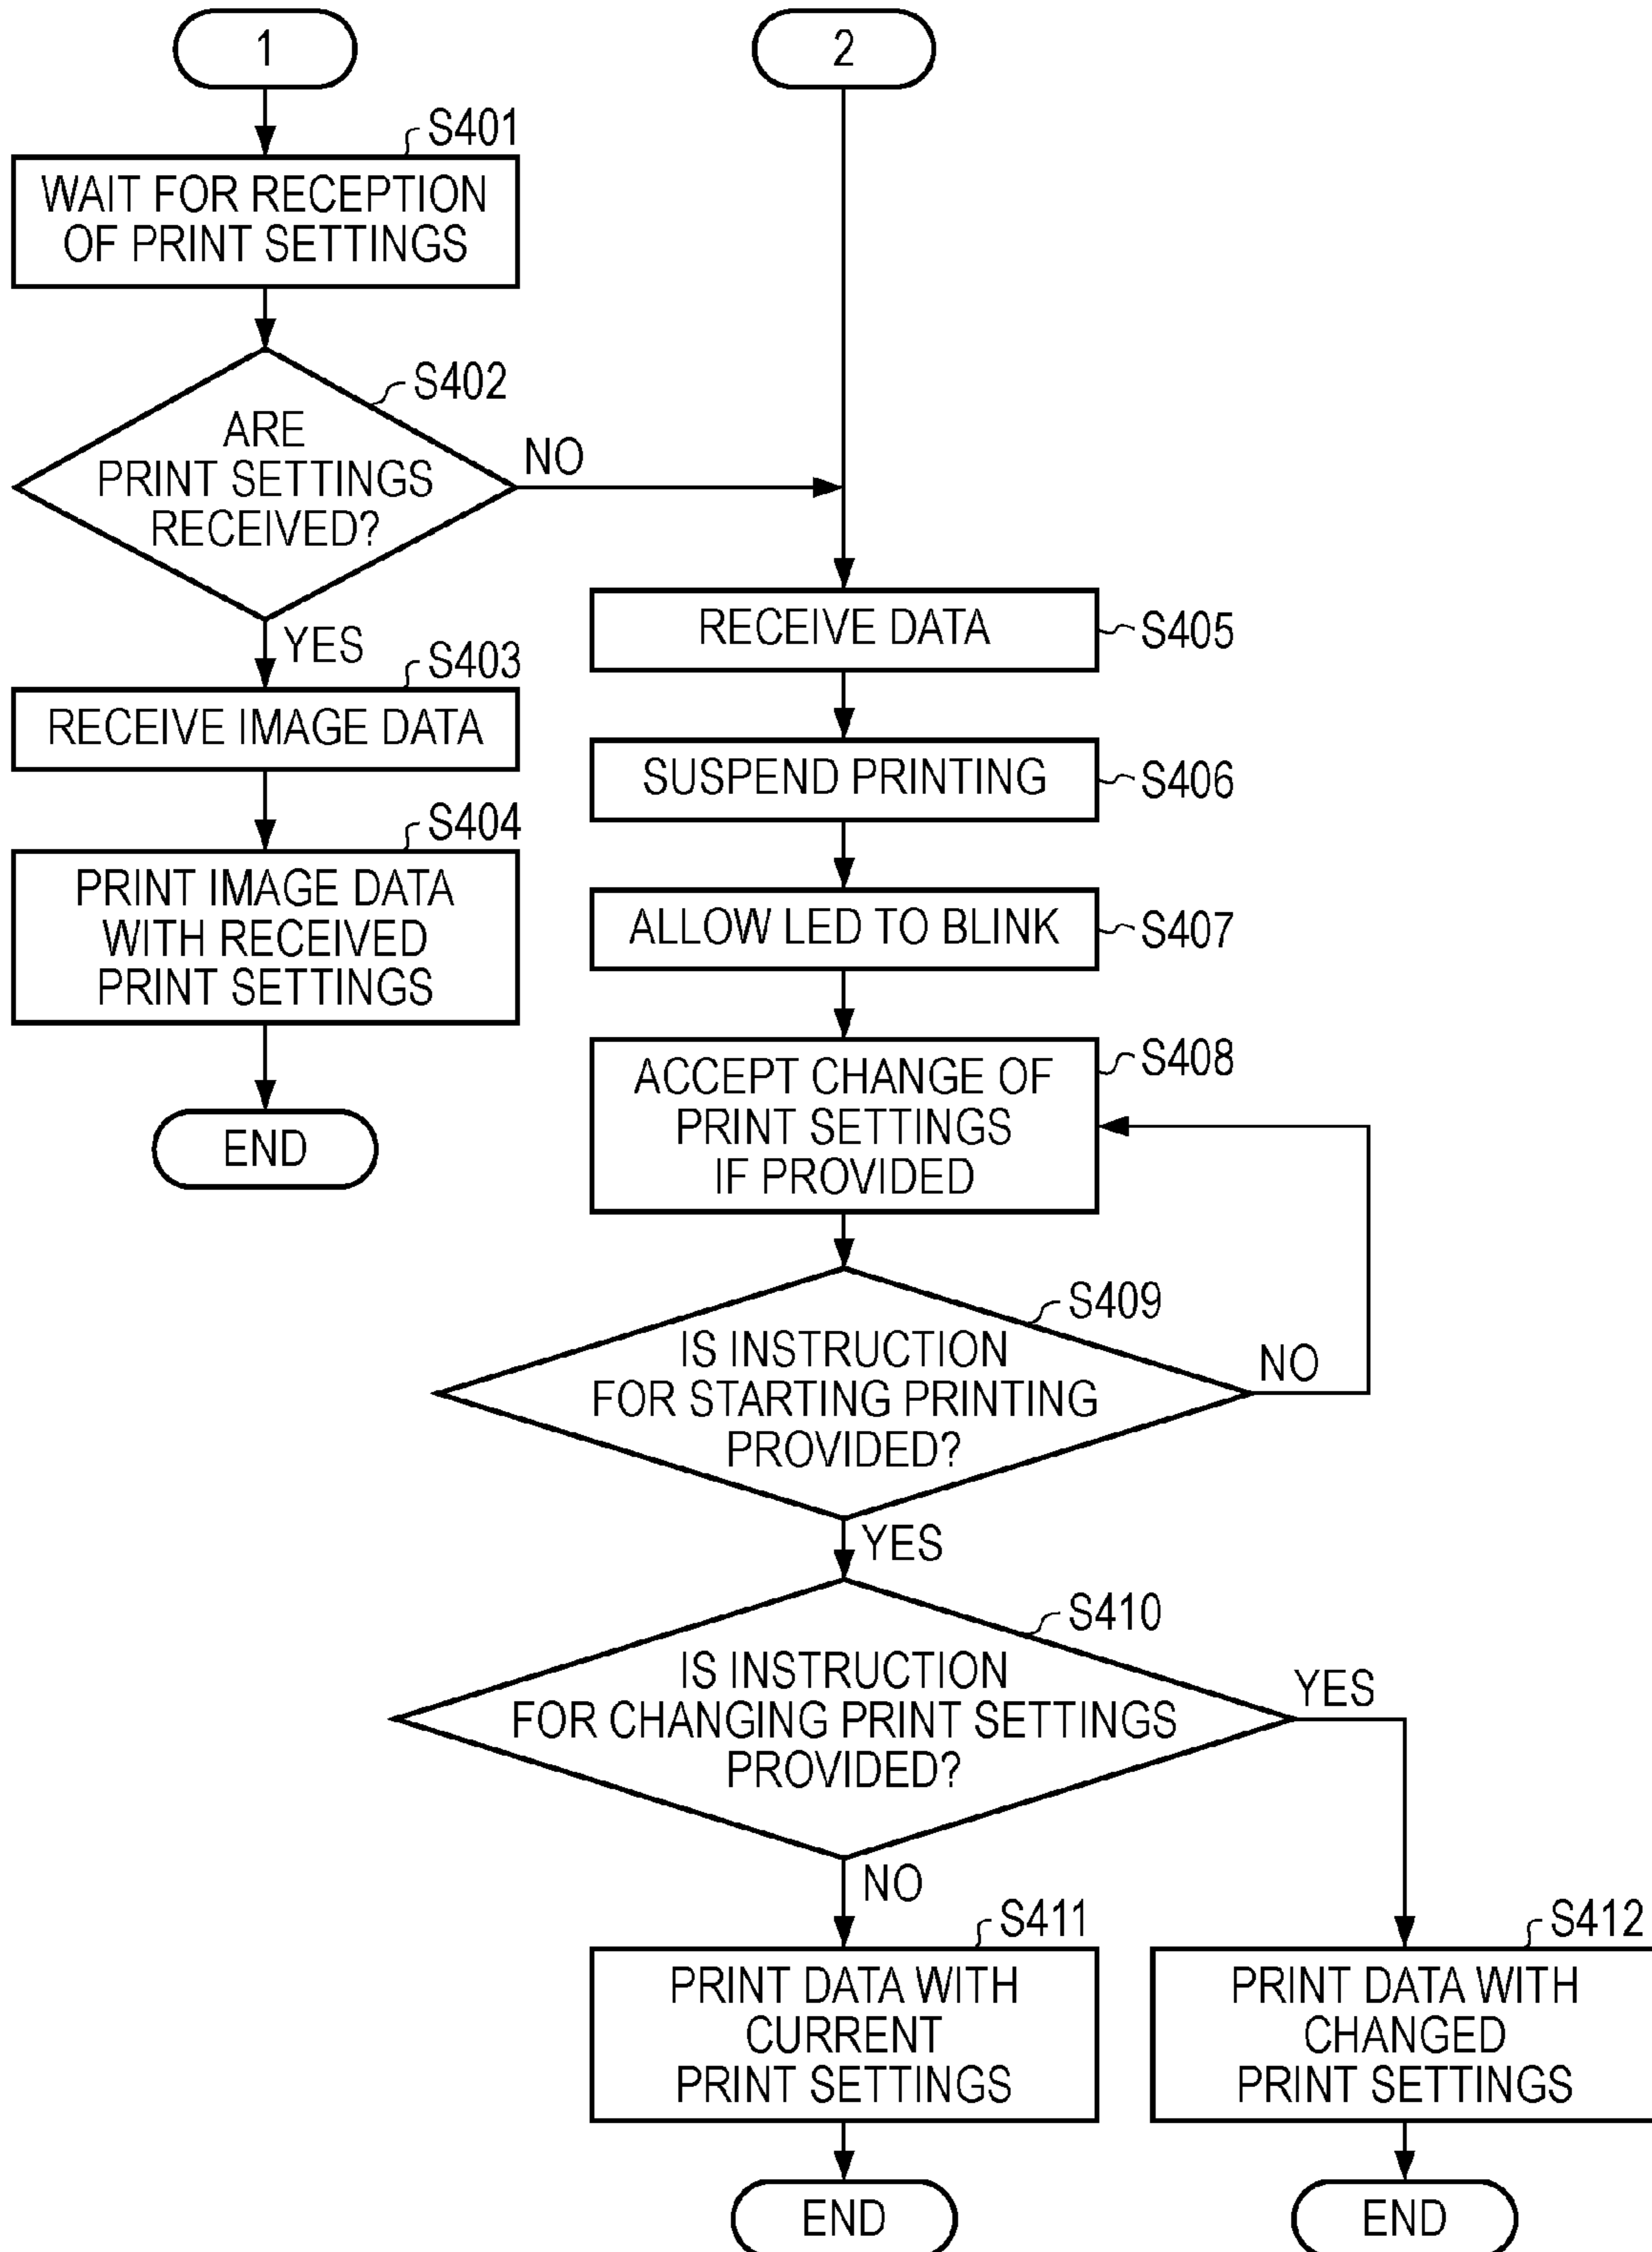 1
S401
WAIT FOR RECEPTION
OF PRINT SETTINGS
S402
ARE
PRINT SETTINGS
RECEIVED?
NO
YES
S403
RECEIVE IMAGE DATA
S404
PRINT IMAGE DATA
WITH RECEIVED
PRINT SETTINGS
END
2
RECEIVE DATA
S405
SUSPEND PRINTING
S406
ALLOW LED TO BLINK
S407
S408
ACCEPT CHANGE OF
PRINT SETTINGS
IF PROVIDED
S409
IS INSTRUCTION
FOR STARTING PRINTING
PROVIDED?
NO
YES
S410
IS INSTRUCTION
FOR CHANGING PRINT SETTINGS
PROVIDED?
YES
NO
S411
PRINT DATA WITH
CURRENT
PRINT SETTINGS
END
S412
PRINT DATA WITH
CHANGED
PRINT SETTINGS
END